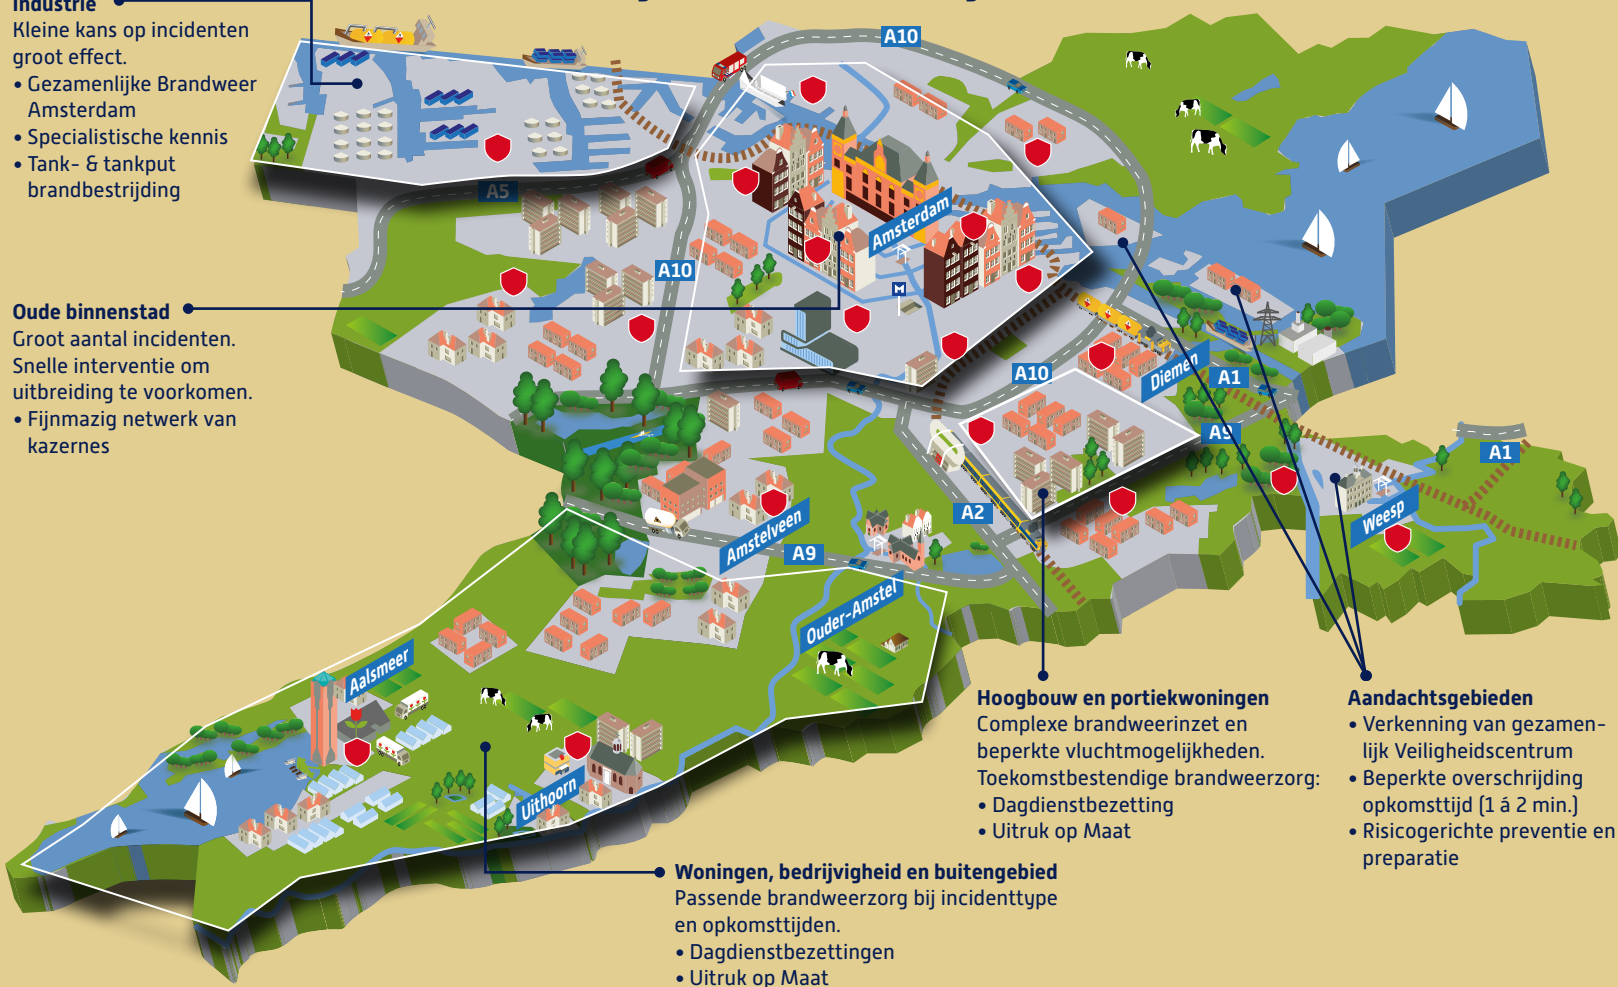 Industrie
Kleine kans op incidenten
groot effect.
• Gezamenlijke Brandweer
Amsterdam
• Specialistische kennis
• Tank- & tankput
brandbestrijding
Oude binnenstad
Groot aantal incidenten.
Snelle interventie om
uitbreiding te voorkomen.
• Fijnmazig netwerk van
kazernes
A10
A5
Amsterdam
A10
M
Diemen
A10
A1
A9
A1
A2
Weesp
Amstelveen
A9
Ouder-Amstel
Aalsmeer
Uithoorn
Hoogbouw en portiekwoningen
Complexe brandweerinzet en
beperkte vluchtmogelijkheden.
Toekomstbestendige brandweerzorg:
• Dagdienstbezetting
• Uitruk op Maat
Aandachtsgebieden
• Verkenning van gezamen-
lijk Veiligheidscentrum
• Beperkte overschrijding
opkomsttijd (1 á 2 min.)
• Risicogerichte preventie en
preparatie
Woningen, bedrijvigheid en buitengebied
Passende brandweerzorg bij incidenttype
en opkomsttijden.
• Dagdienstbezettingen
• Uitruk op Maat